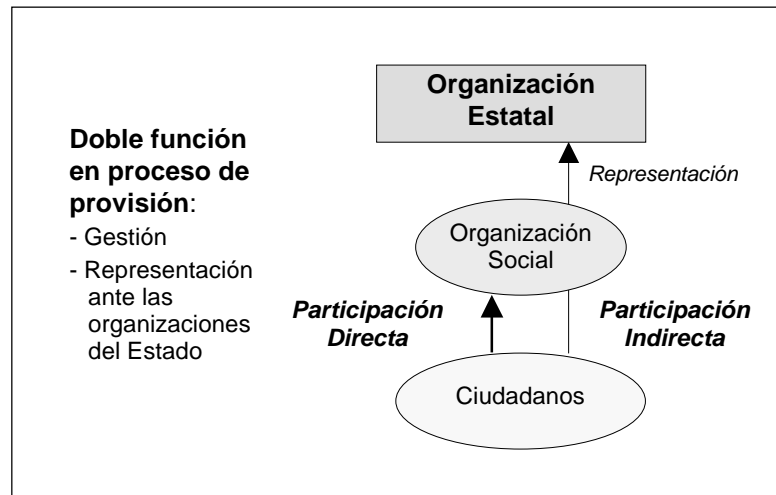 Doble función
en proceso de
provisión:
- Gestión
- Representación
ante las
organizaciones
del Estado
Organización
Estatal
Representación
Organización
Social
Participación
Directa
Participación
Indirecta
Ciudadanos